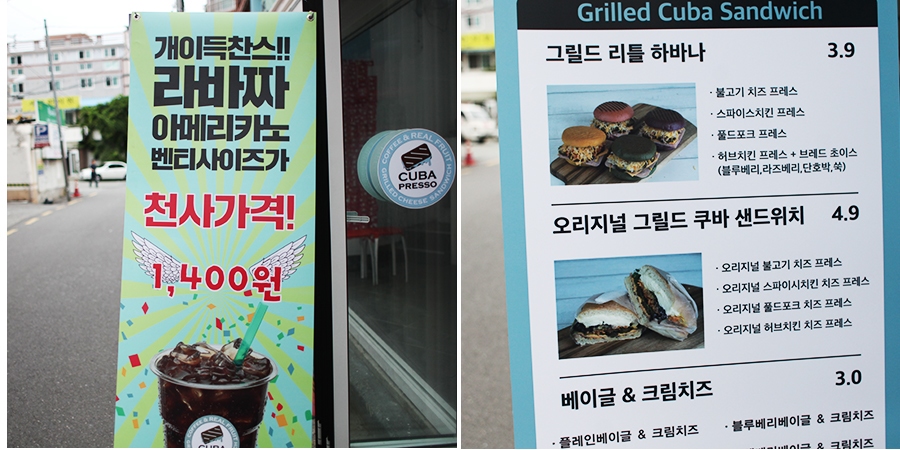 개이득찬스!!
라바짜
아메리카노
벤티사이즈가
천사가격!
1,400원
COFFEE & REAL FRUIT
CUBA
PRESSO
GRILLED CHEESE SANDWICH
CUBA
Grilled Cuba Sandwich
그릴드 리틀 하바나 3.9
· 불고기 치즈 프레스
· 스파이스치킨 프레스
· 풀드포크 프레스
· 허브치킨 프레스 + 브레드 초이스
(블루베리,라즈베리,단호박,쑥)
오리지널 그릴드 쿠바 샌드위치 4.9
· 오리지널 불고기 치즈 프레스
· 오리지널 스파이시치킨 치즈 프레스
· 오리지널 풀드포크 치즈 프레스
· 오리지널 허브치킨 치즈 프레스
베이글 & 크림치즈 3.0
· 플레인베이글 & 크림치즈
· 블루베리베이글 & 크림치즈
& 크림치즈